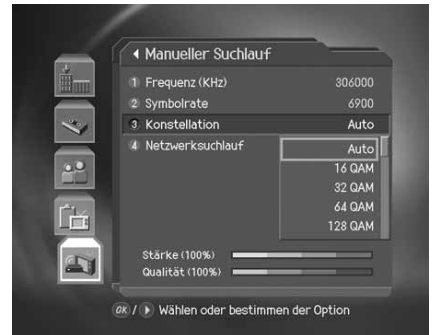 Manueller Suchlauf
1 Frequenz (KHz) 306000
2 Symbolrate 6900
3 Konstellation Auto
4 Netzwerksuchlauf Auto
16 QAM
32 QAM
64 QAM
128 QAM
Stärke (100%)
Qualität (100%)
OK / Wählen oder bestimmen der Option